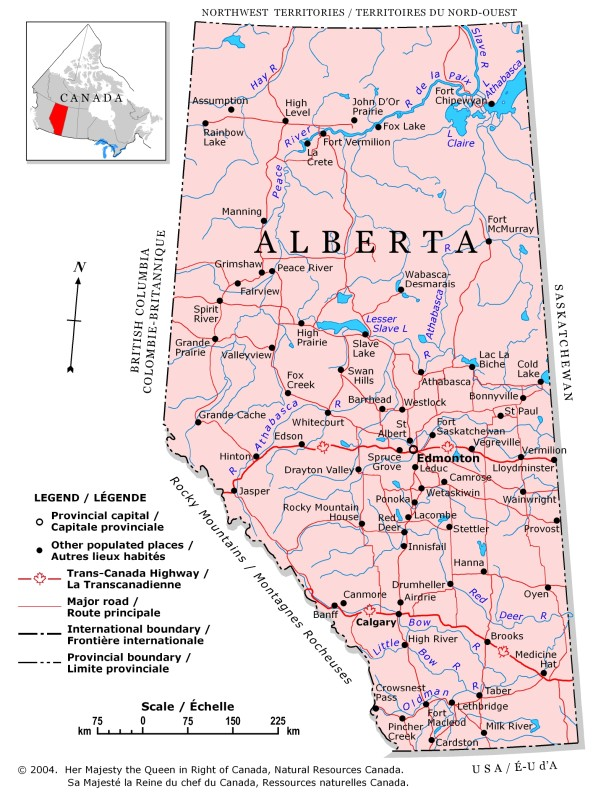 NORTHWEST TERRITORIES / TERRITOIRES DU NORD-OUEST
CANADA
Hay R
Slave R
R de la Paix
L Athabasca
Fort
Chipewyan
Assumption
High
Level
John D'Or
Prairie
Rainbow
Lake
Fox Lake
L
Claire
River
Fort Vermilion
La
Crete
Peace
Manning
ALBERTA
Fort
McMurray
R
BRITISH COLUMBIA
COLOMBIE-BRITANNIQUE
N
Grimshaw
Peace River
Fairview
Wabasca-
Desmarais
SASKATCHEWAN
Spirit
River
Athabasca
Lesser
Slave L
High
Prairie
Grande
Prairie
Valleyview
Slave
Lake
R
Lac La
Biche
Cold
Lake
Swan
Hills
Athabasca
Fox
Creek
Bonnyville
Barrhead
Westlock
St Paul
Grande Cache
Athabasca R
Whitecourt
St
Albert
Fort
Saskatchewan
Edson
Vegreville
Vermilion
Hinton
Spruce
Grove
Edmonton
Lloydminster
R
Drayton Valley
Leduc
Camrose
Jasper
Wetaskiwin
Wainwright
Ponoka
Rocky Mountain
House
Red
Deer
Lacombe
Stettler
Provost
Innisfail
Rocky Mountains / Montagnes Rocheuses
Hanna
Drumheller
Oyen
Red Deer R
Canmore
Airdrie
Banff
Calgary
Bow
Little Bow R
High River
R
Brooks
Medicine
Hat
R
Crowsnest
Pass
Oldman
Taber
Lethbridge
Fort
Macleod
Pincher
Creek
Milk River
Cardston
USA / É-U d'A
LEGEND / LÉGENDE
Provincial capital /
Capitale provinciale
Other populated places /
Autres lieux habités
Trans-Canada Highway /
La Transcanadienne
Major road /
Route principale
International boundary /
Frontière internationale
Provincial boundary /
Limite provinciale
Scale / Échelle
75 0 75 150 225
km km
© 2004. Her Majesty the Queen in Right of Canada, Natural Resources Canada.
Sa Majesté la Reine du chef du Canada, Ressources naturelles Canada.